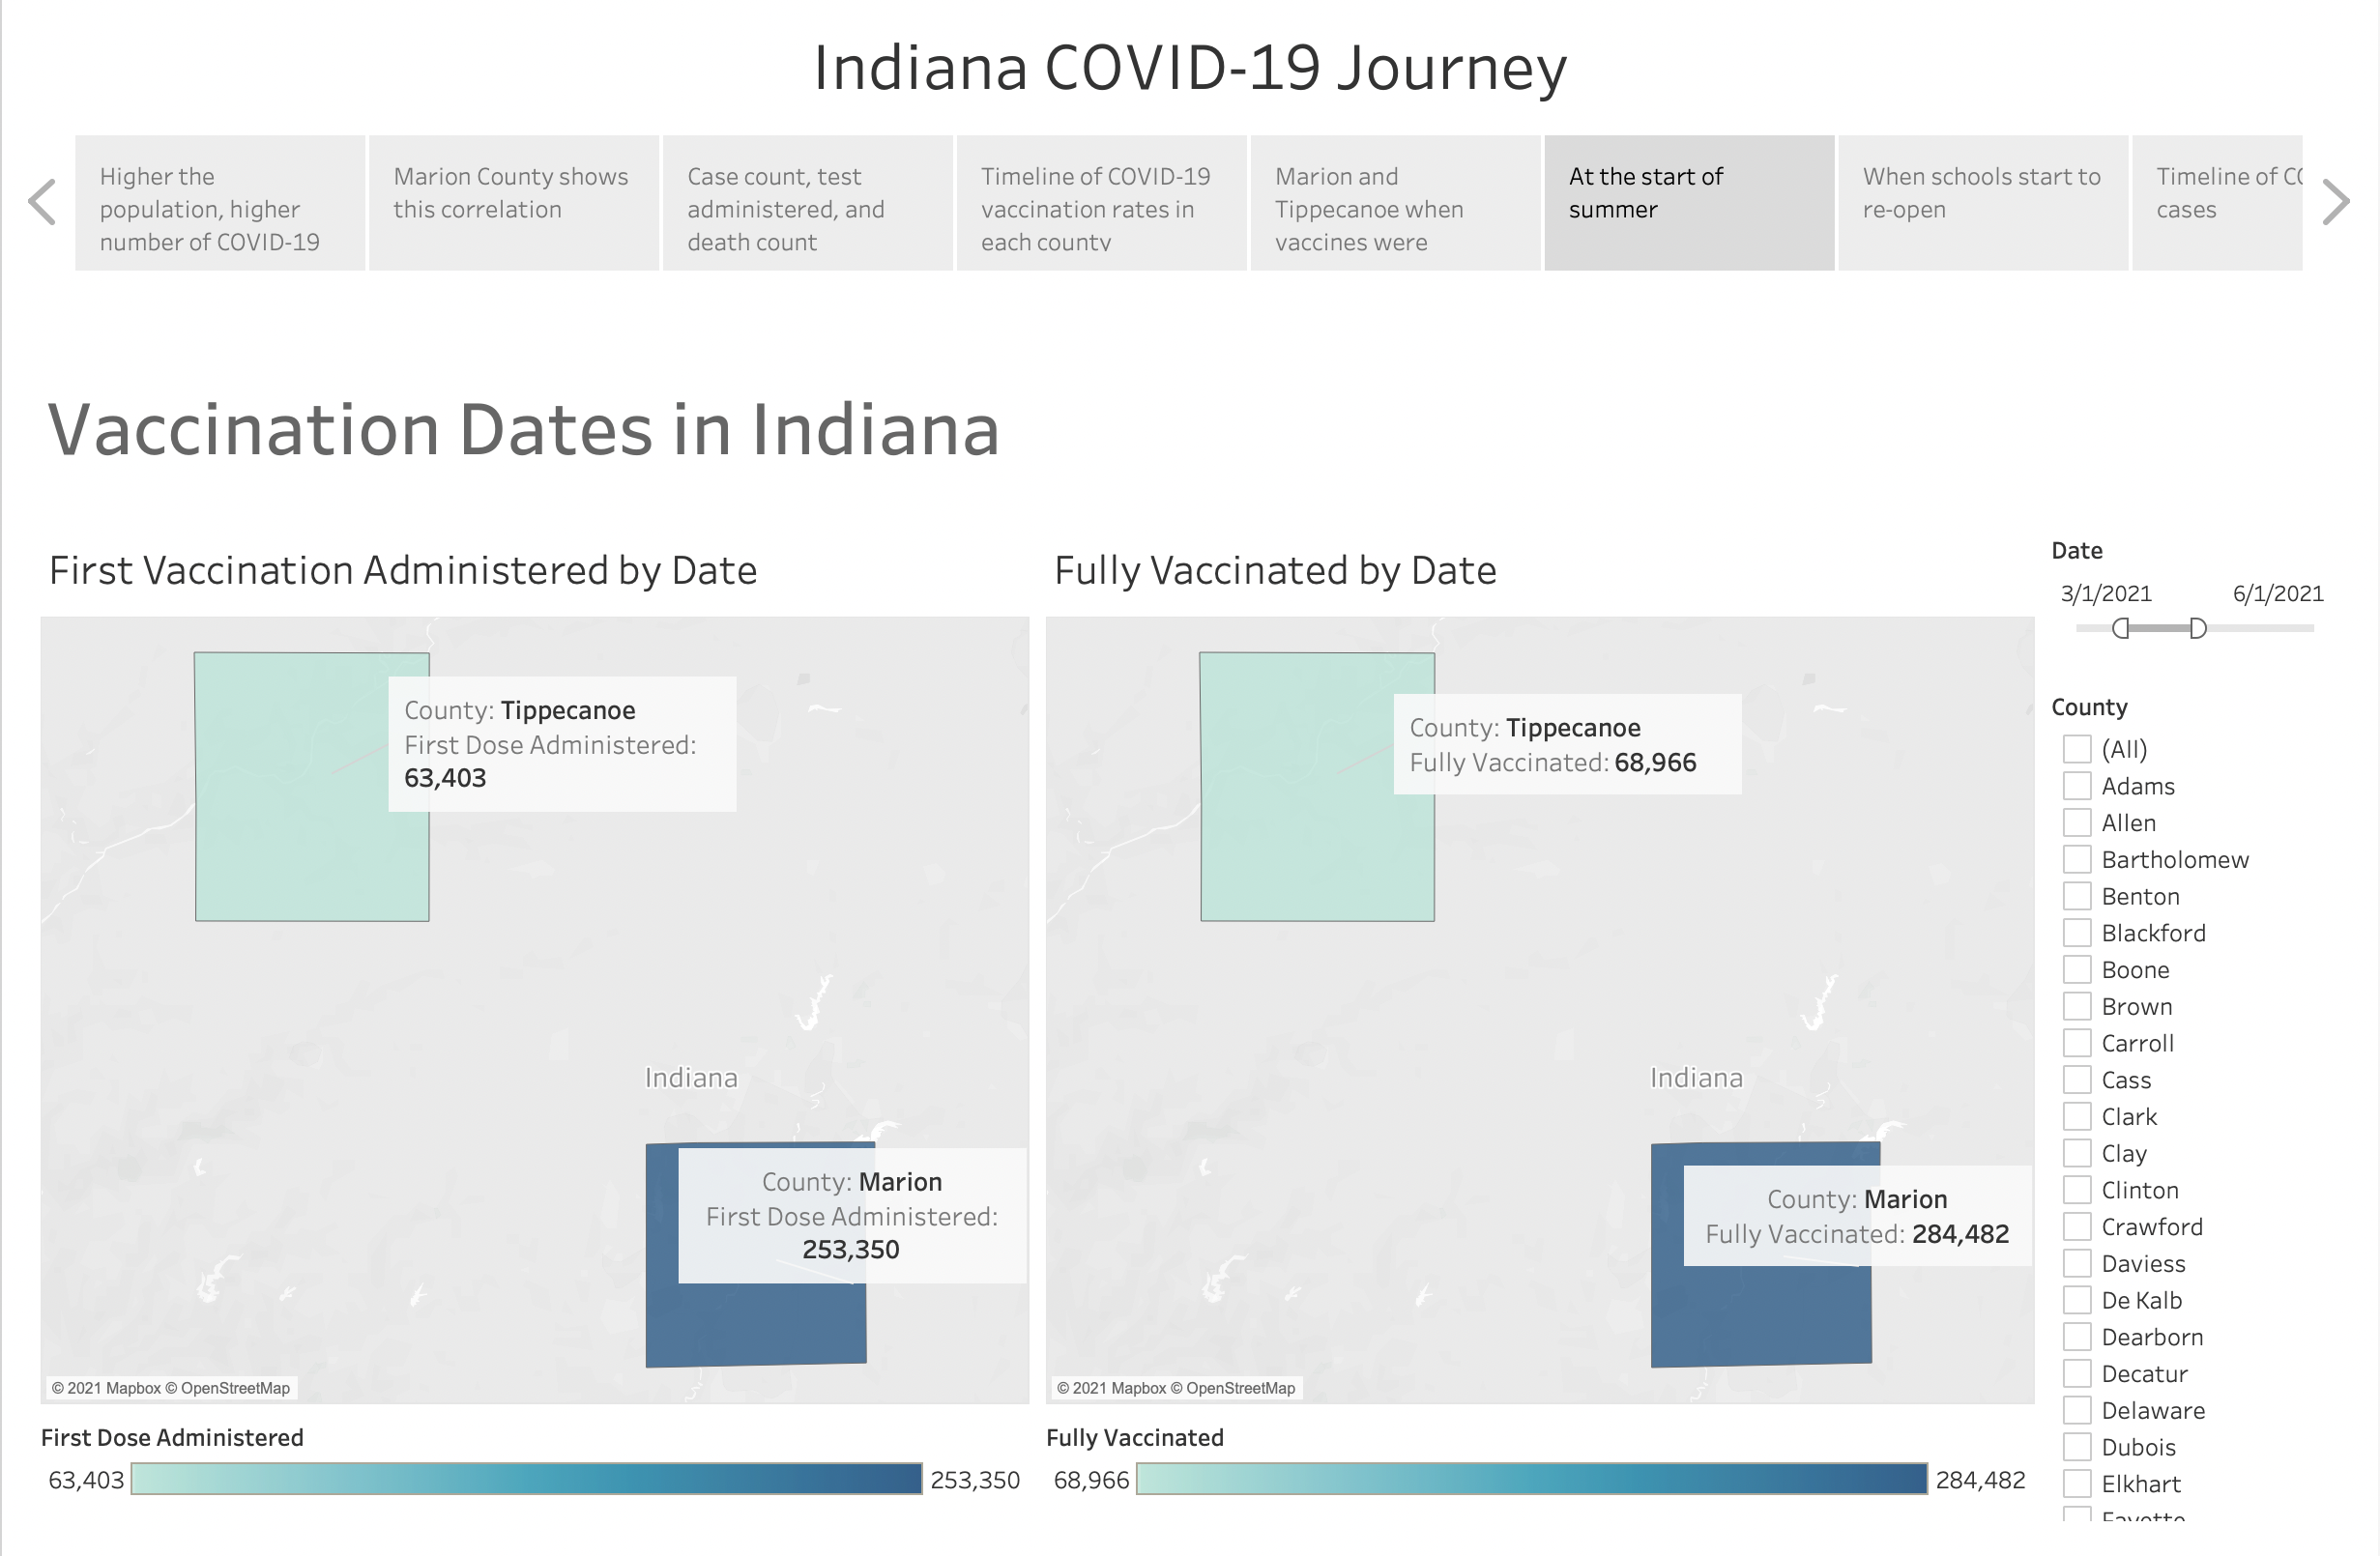 Indiana COVID-19 Journey
Higher the
population, higher
number of COVID-19
Marion County shows
this correlation
Case count, test
administered, and
death count
Timeline of COVID-19
vaccination rates in
each county
Marion and
Tippecanoe when
vaccines were
At the start of
summer
When schools start to
re-open
Timeline of
cases
Vaccination Dates in Indiana
First Vaccination Administered by Date
County: Tippecanoe
First Dose Administered:
63,403
Indiana
County: Marion
First Dose Administered:
253,350
© 2021 Mapbox © OpenStreetMap
First Dose Administered
63,403
253,350
Fully Vaccinated by Date
County: Tippecanoe
Fully Vaccinated: 68,966
Indiana
County: Marion
Fully Vaccinated: 284,482
© 2021 Mapbox © OpenStreetMap
Fully Vaccinated
68,966
284,482
Date
3/1/2021
6/1/2021
County
(All)
Adams
Allen
Bartholomew
Benton
Blackford
Boone
Brown
Carroll
Cass
Clark
Clay
Clinton
Crawford
Daviess
De Kalb
Dearborn
Decatur
Delaware
Dubois
Elkhart